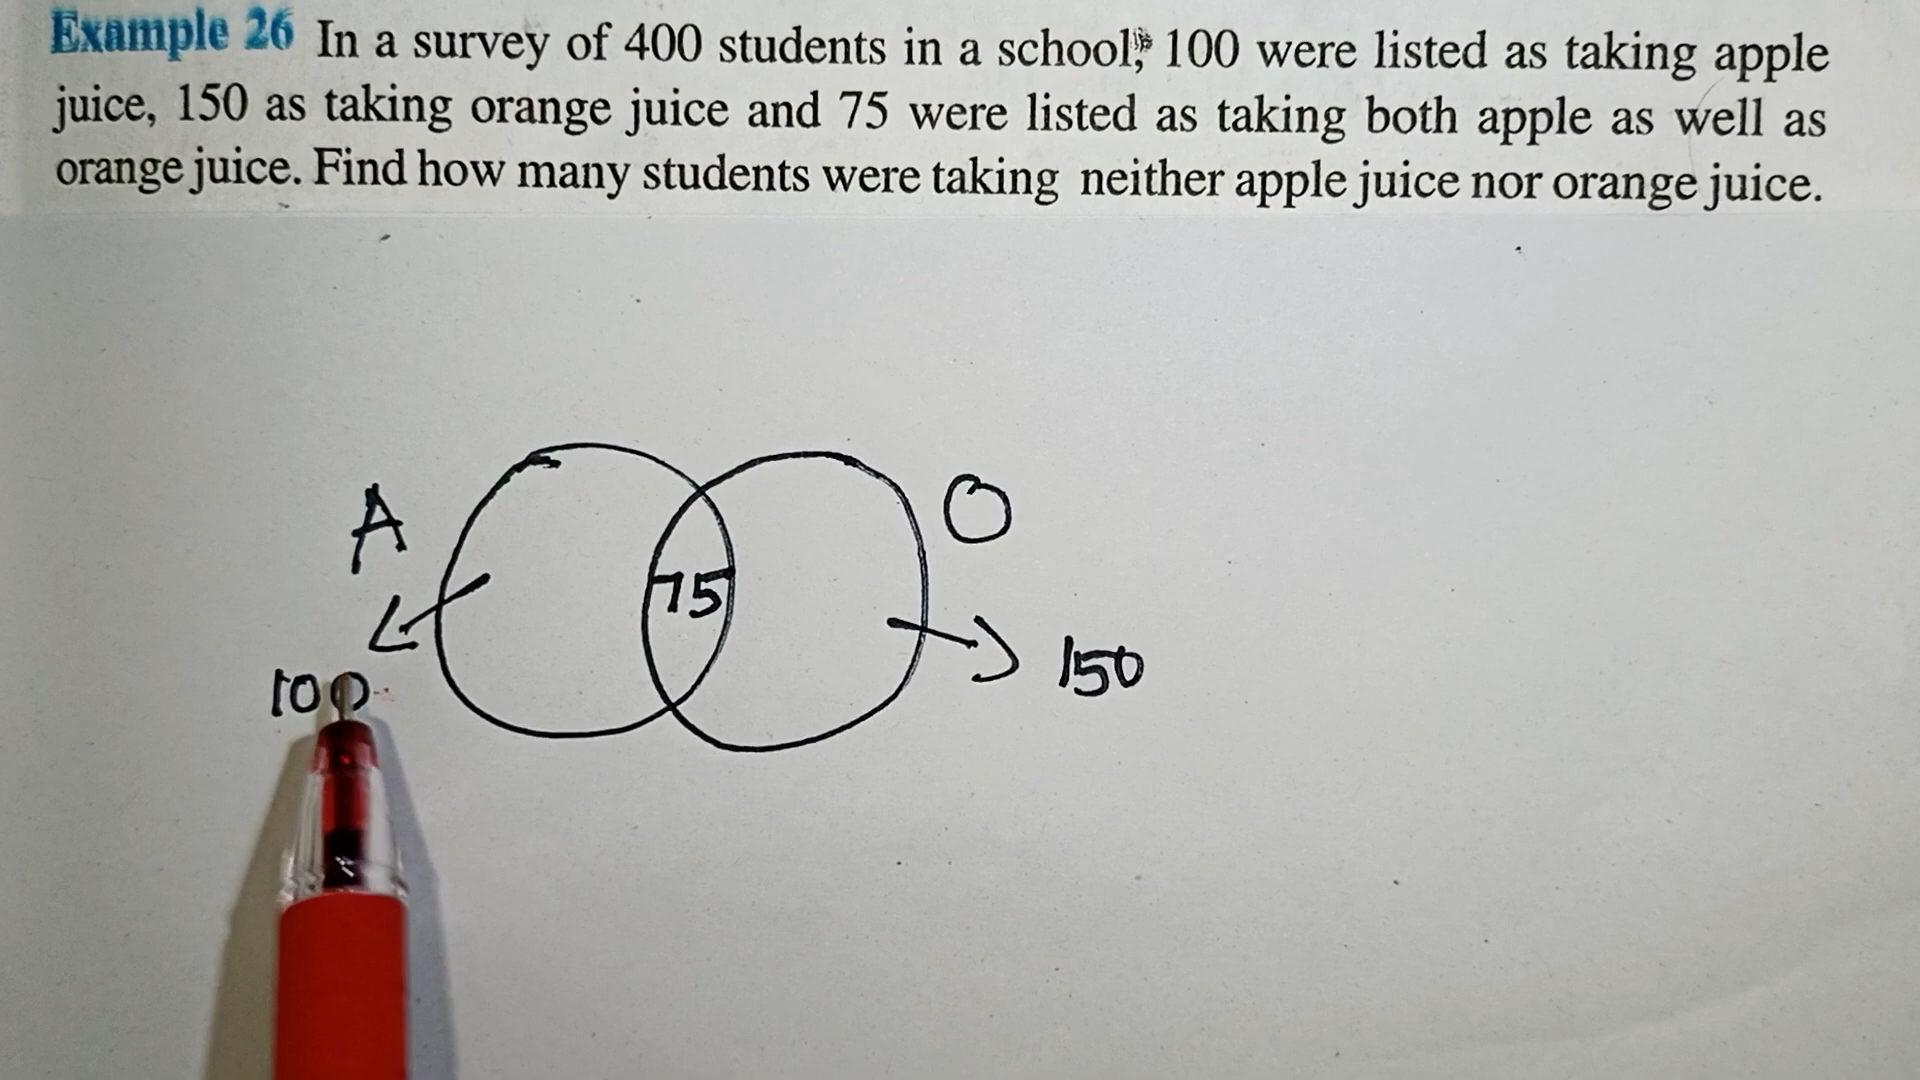 Example 26 In a survey of 400 students in a school, 100 were listed as taking apple
juice, 150 as taking orange juice and 75 were listed as taking both apple as well as
orange juice. Find how many students were taking neither apple juice nor orange juice.
A
O
75
150
100